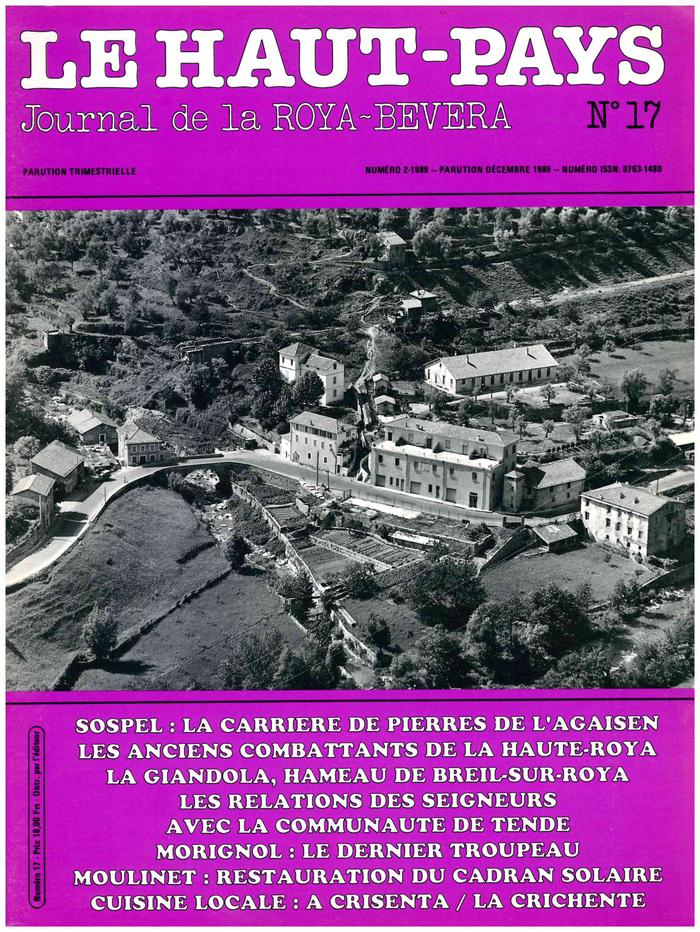 LE HAUT-PAYS
Journal de la ROYA~BEVERA
N° 17
PARUTION TRIMESTRIELLE
NUMÉRO 2-1989 – PARUTION DÉCEMBRE 1989 – NUMÉRO ISSN. 0763-1480
SOSPEL : LA CARRIERE DE PIERRES DE L'AGAISEN
LES ANCIENS COMBATTANTS DE LA HAUTE-ROYA
LA GIANDOLA, HAMEAU DE BREIL-SUR-ROYA
LES RELATIONS DES SEIGNEURS
AVEC LA COMMUNAUTE DE TENDE
MORIGNOL : LE DERNIER TROUPEAU
MOULINET : RESTAURATION DU CADRAN SOLAIRE
CUISINE LOCALE : A CRISENTA / LA CRICHENTE
Numéro 17 - Prix 18,00 Frs - Distr. par l'éditeur